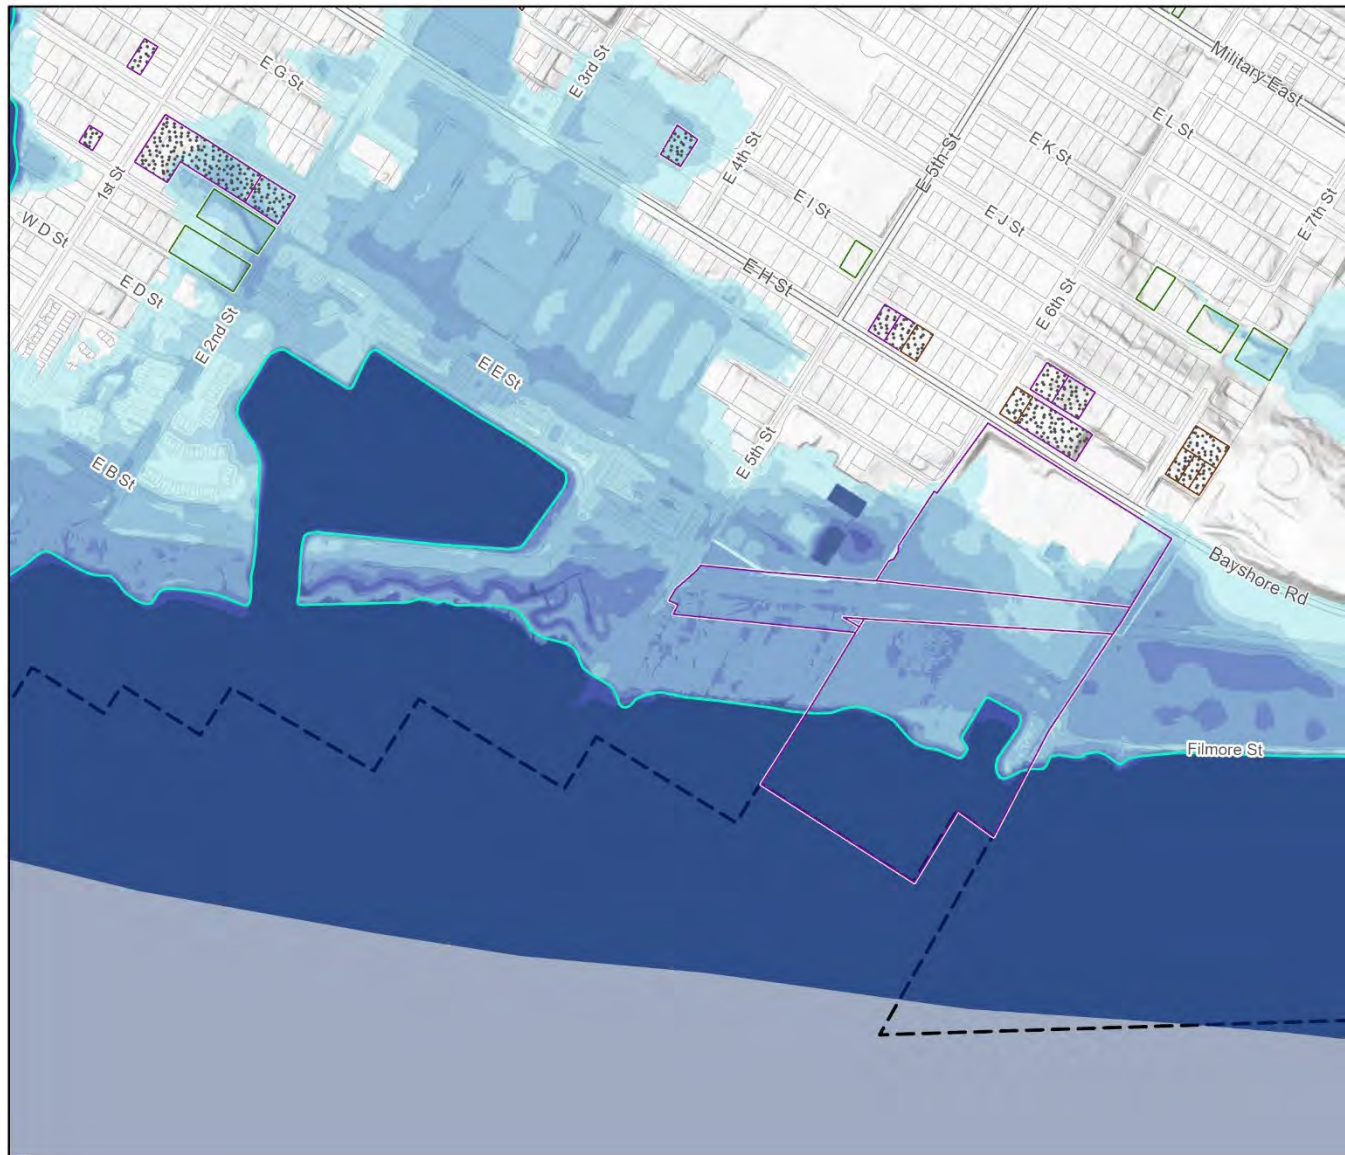 Military East
E 3rd St
E G St
E L St
E K St
E 4th St
E 5th St
E 7th St
1st St
E I St
E J St
W D St
E H St
E D St
E 6th St
E 2nd St
E E St
E 5th St
E B St
Bayshore Rd
Filmore St